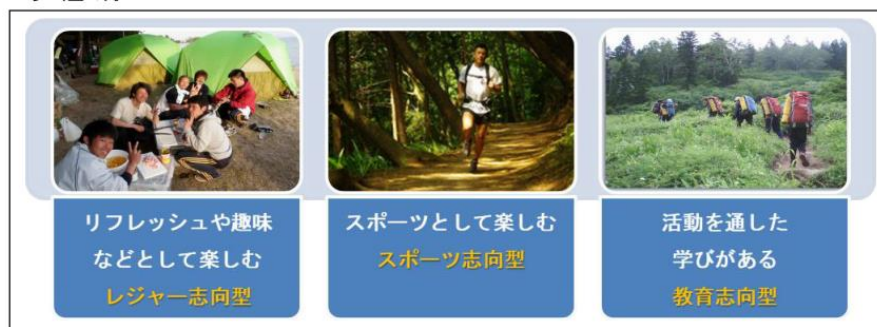 リフレッシュや趣味
などとして楽しむ
レジャー志向型
スポーツとして楽しむ
スポーツ志向型
活動を通した
学びがある
教育志向型